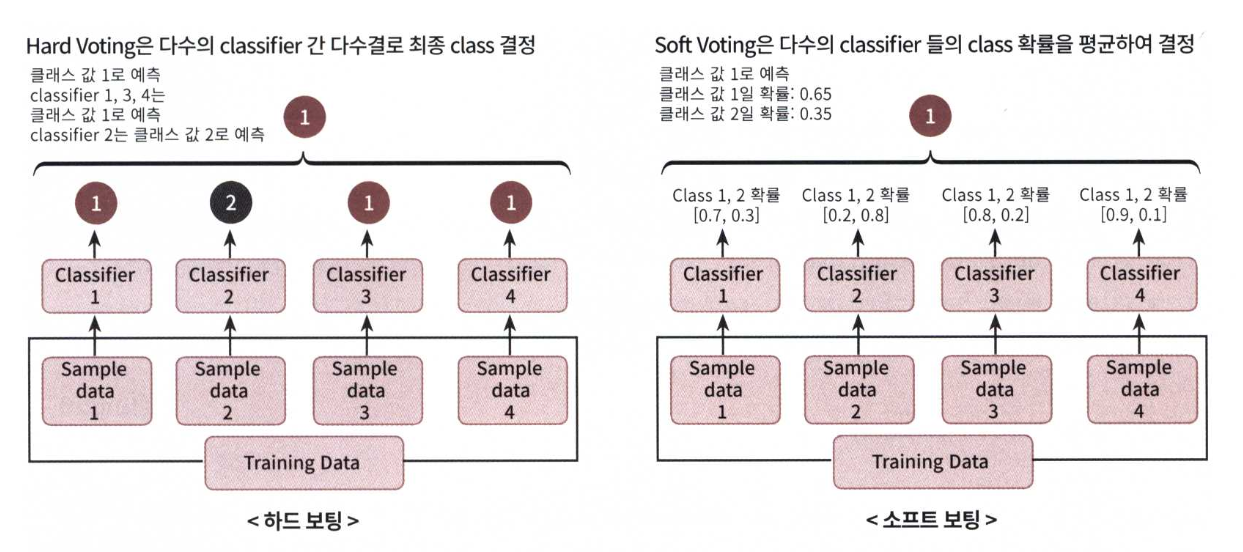 Hard Voting은 다수의 classifier 간 다수결로 최종 class 결정
클래스 값 1로 예측
classifier 1, 3, 4는
클래스 값 1로 예측
classifier 2는 클래스 값 2로 예측
1
1
2
1
1
Classifier
1
Classifier
2
Classifier
3
Classifier
4
Sample
data
1
Sample
data
2
Sample
data
3
Sample
data
4
Training Data
< 하드 보팅 >
Soft Voting은 다수의 classifier 들의 class 확률을 평균하여 결정
클래스 값 1로 예측
클래스 값 1일 확률: 0.65
클래스 값 2일 확률: 0.35
1
Class 1, 2 확률
[0.7, 0.3]
Class 1, 2 확률
[0.2, 0.8]
Class 1, 2 확률
[0.8, 0.2]
Class 1, 2 확률
[0.9, 0.1]
Classifier
1
Classifier
2
Classifier
3
Classifier
4
Sample
data
1
Sample
data
2
Sample
data
3
Sample
data
4
Training Data
< 소프트 보팅 >